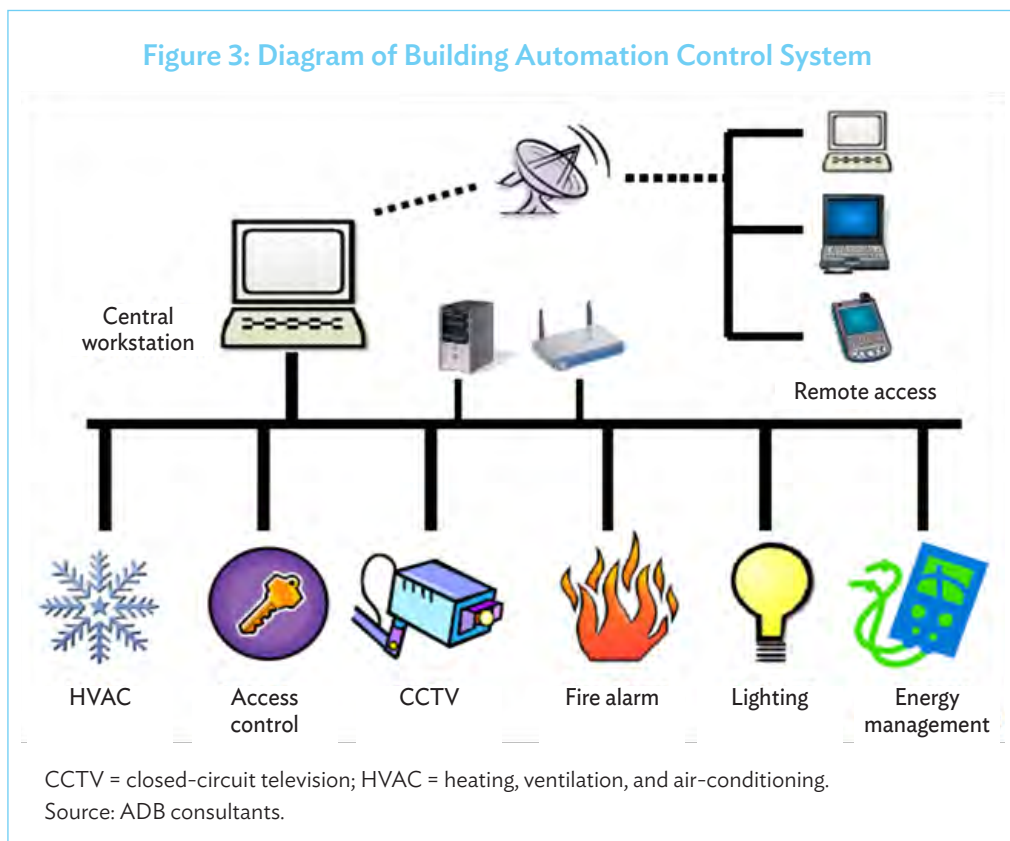 Figure 3: Diagram of Building Automation Control System
Central
workstation
Remote access
HVAC
Access
control
CCTV
Fire alarm
Lighting
Energy
management
CCTV = closed-circuit television; HVAC = heating, ventilation, and air-conditioning.
Source: ADB consultants.